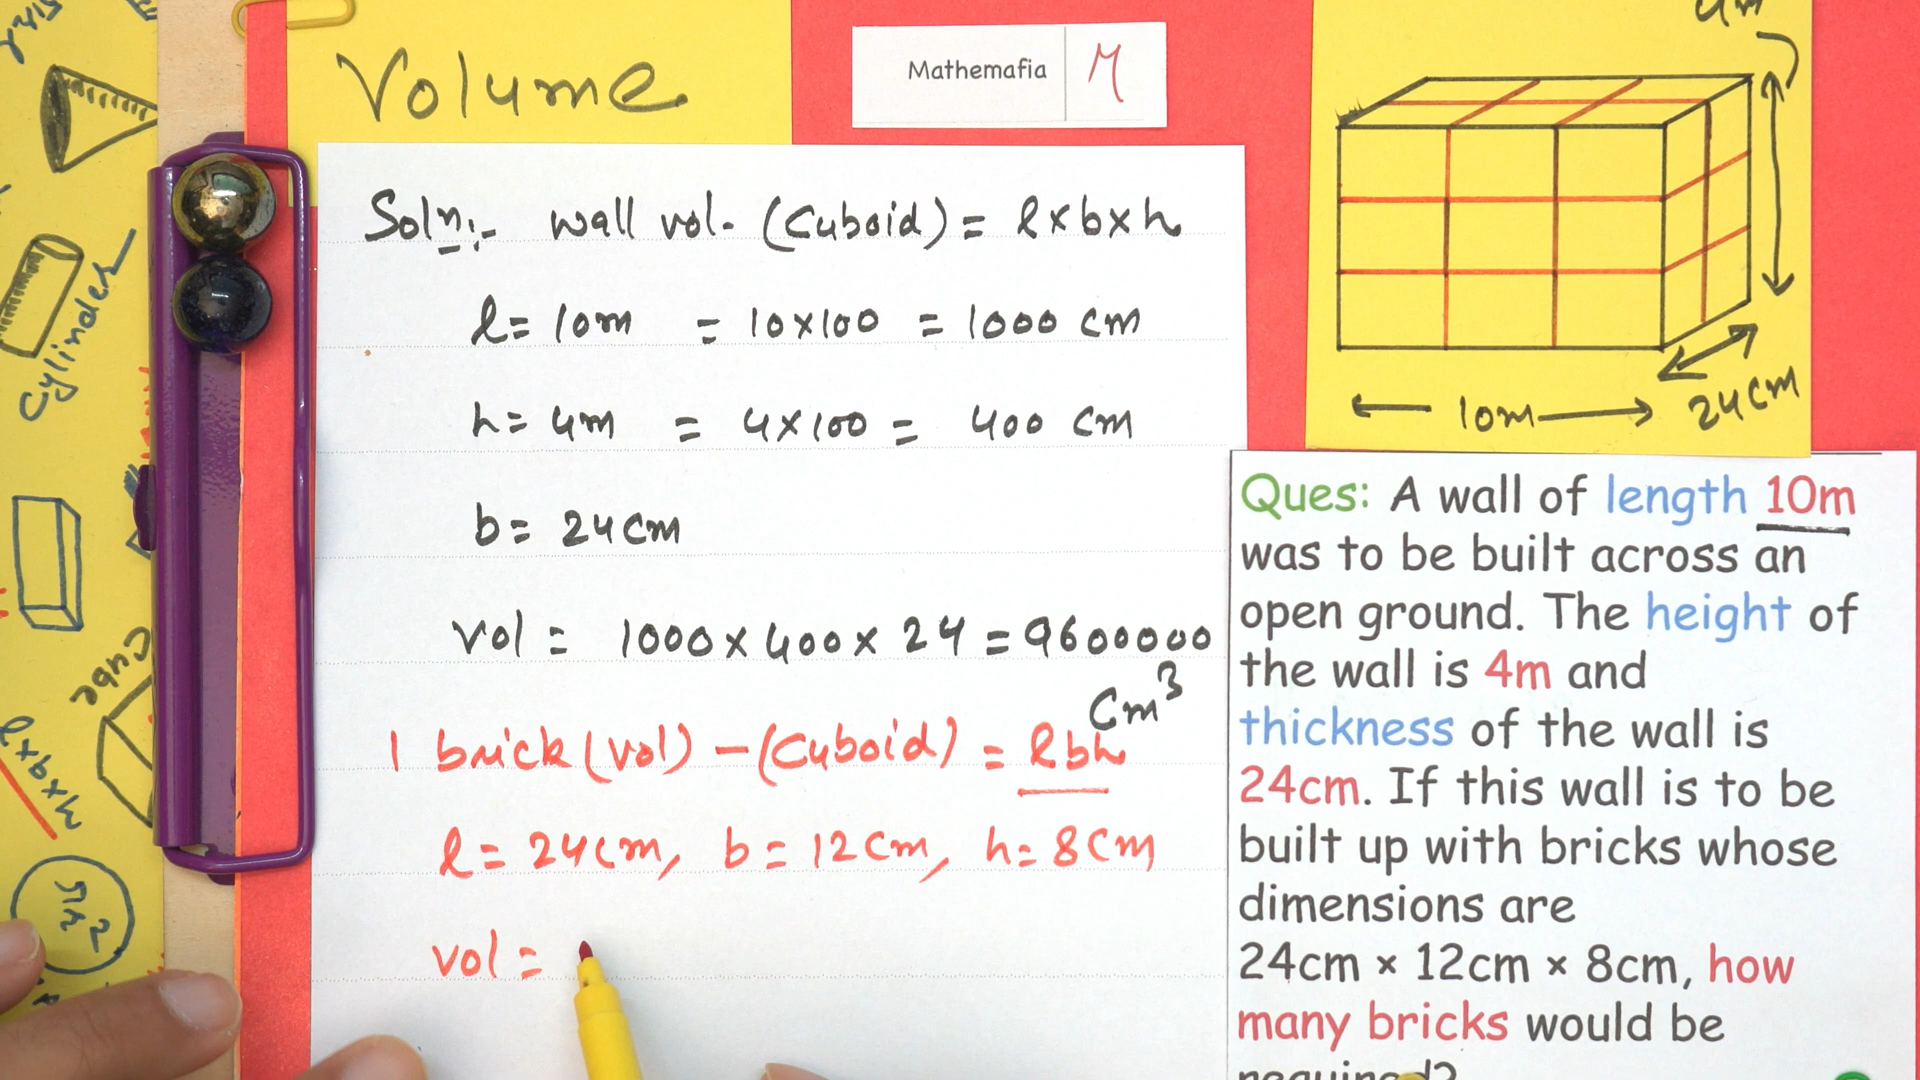 Volume
Mathemafia M
Soln:- wall vol. (Cuboid) = l×b×h
l = 10m = 10×100 = 1000 cm
h = 4m = 4×100 = 400 cm
b = 24cm
vol = 1000×400×24 = 9600000
cm³
1 brick (vol) – (Cuboid) = lbh
l = 24cm, b = 12cm, h = 8cm
vol =
4m
10m
24cm
Ques: A wall of length 10m
was to be built across an
open ground. The height of
the wall is 4m and
thickness of the wall is
24cm. If this wall is to be
built up with bricks whose
dimensions are
24cm × 12cm × 8cm, how
many bricks would be
required?
Cylinder
Cube
l×b×h
πr²